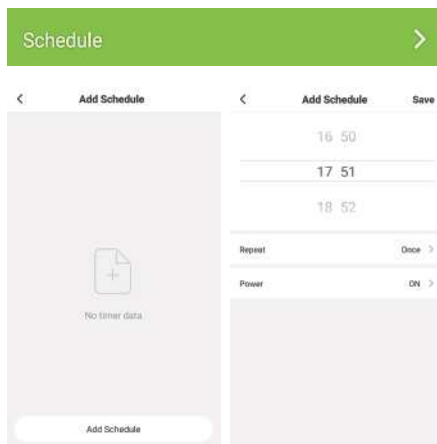 Schedule
Add Schedule
No timer data
Add Schedule
Add Schedule Save
16 50
17 51
18 52
Repeat Once
Power ON